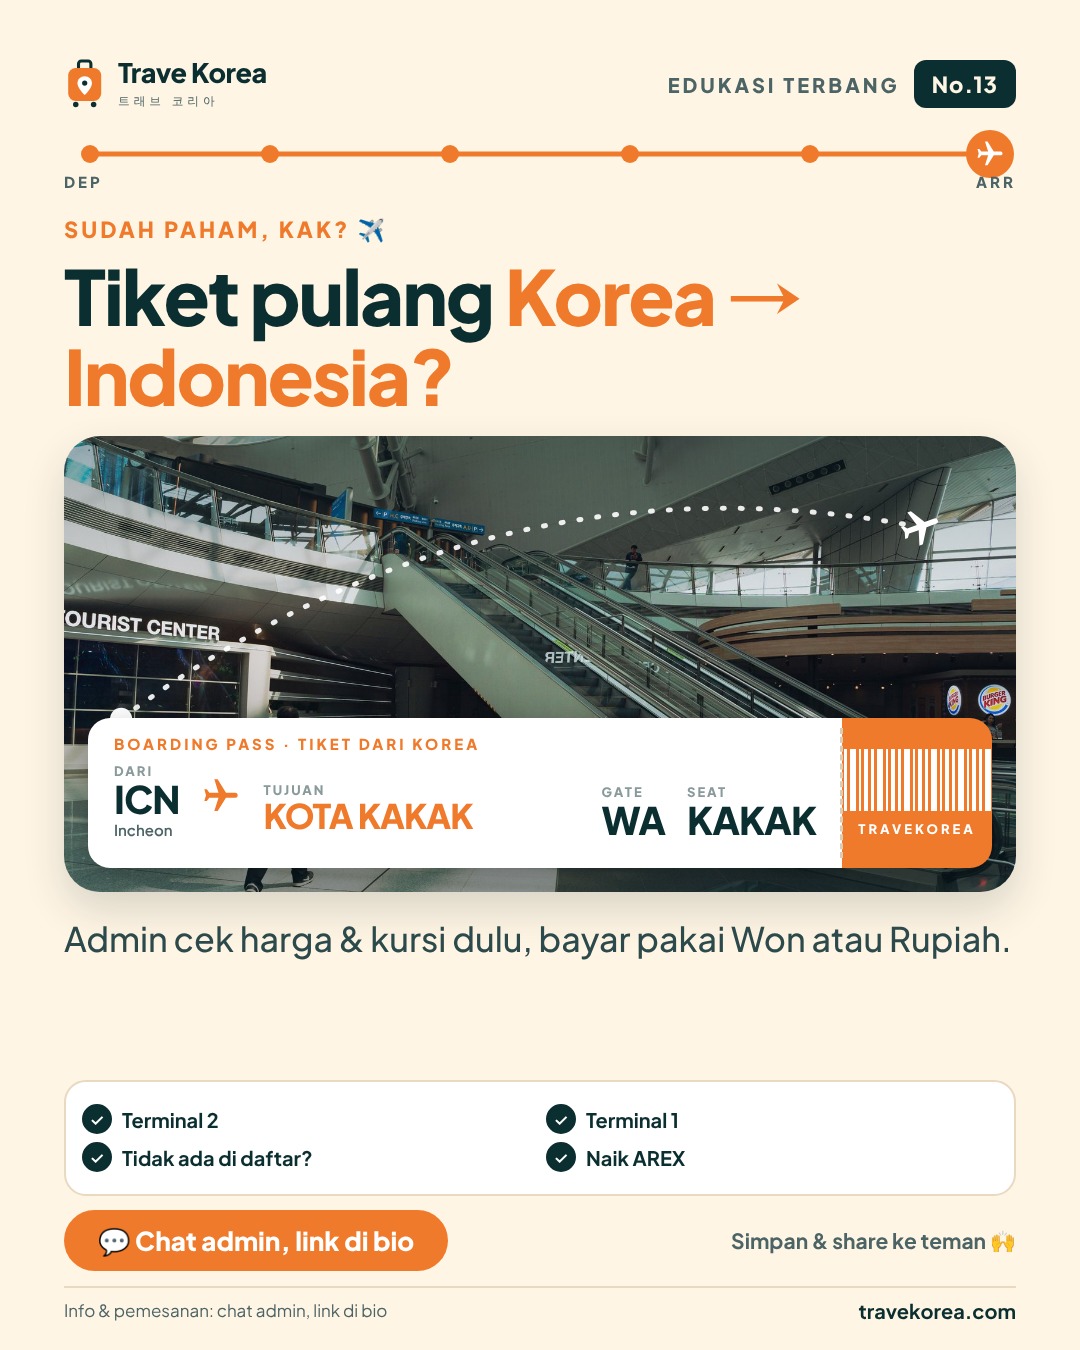 Trave Korea
트래브 코리아
EDUKASI TERBANG
No.13
DEP
ARR
SUDAH PAHAM, KAK? ✈️
Tiket pulang Korea →
Indonesia?
OURIST CENTER
BURGER KING
BOARDING PASS · TIKET DARI KOREA
DARI
ICN
Incheon
TUJUAN
KOTA KAKAK
GATE
WA
SEAT
KAKAK
TRAVEKOREA
Admin cek harga & kursi dulu, bayar pakai Won atau Rupiah.
Terminal 2
Terminal 1
Tidak ada di daftar?
Naik AREX
💬 Chat admin, link di bio
Simpan & share ke teman 🙌
Info & pemesanan: chat admin, link di bio
travekorea.com